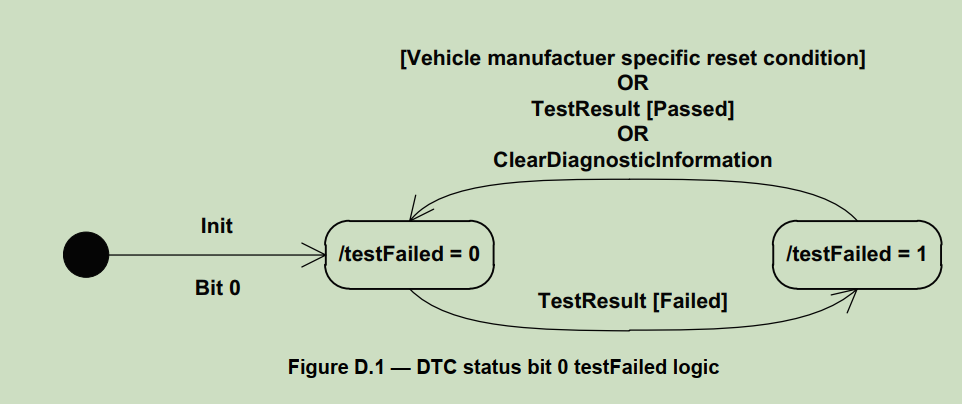 [Vehicle manufactuer specific reset condition]
OR
TestResult [Passed]
OR
ClearDiagnosticInformation
Init
/testFailed = 0
/testFailed = 1
Bit 0
TestResult [Failed]
Figure D.1 — DTC status bit 0 testFailed logic